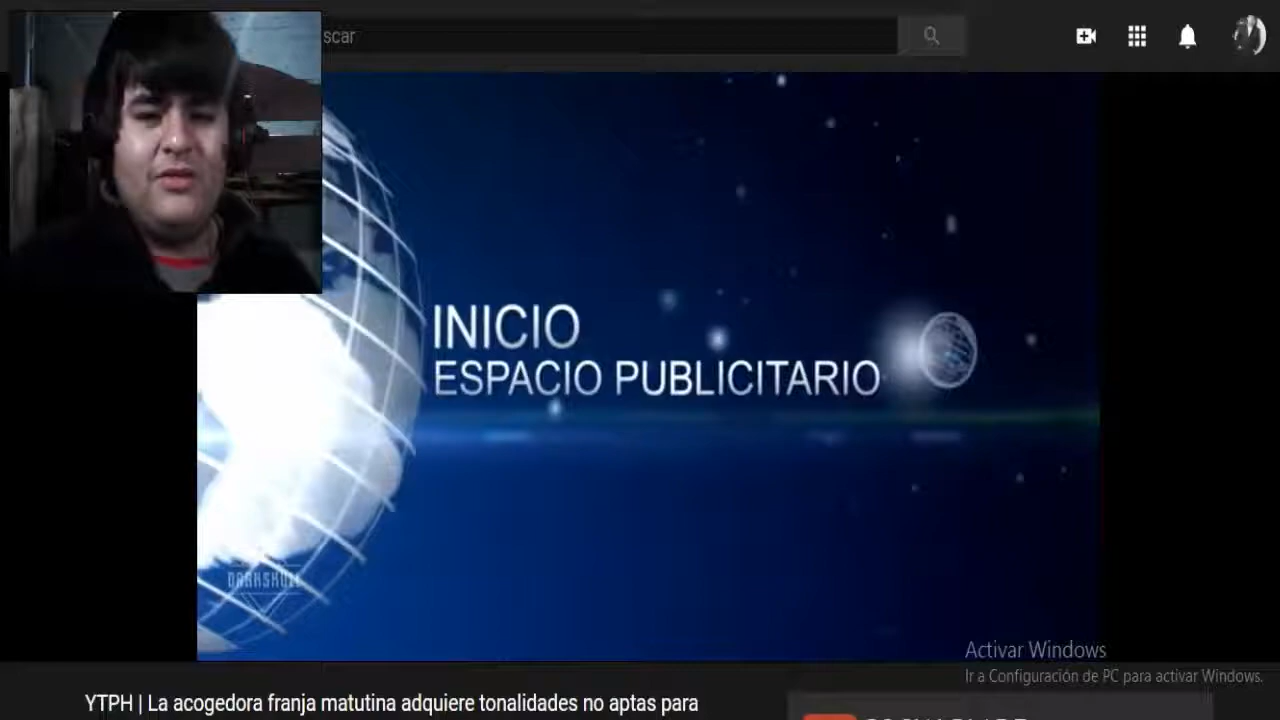 scar
INICIO
ESPACIO PUBLICITARIO
DARKSKULL
Activar Windows
Ir a Configuración de PC para activar Windows.
YTPH | La acogedora franja matutina adquiere tonalidades no aptas para